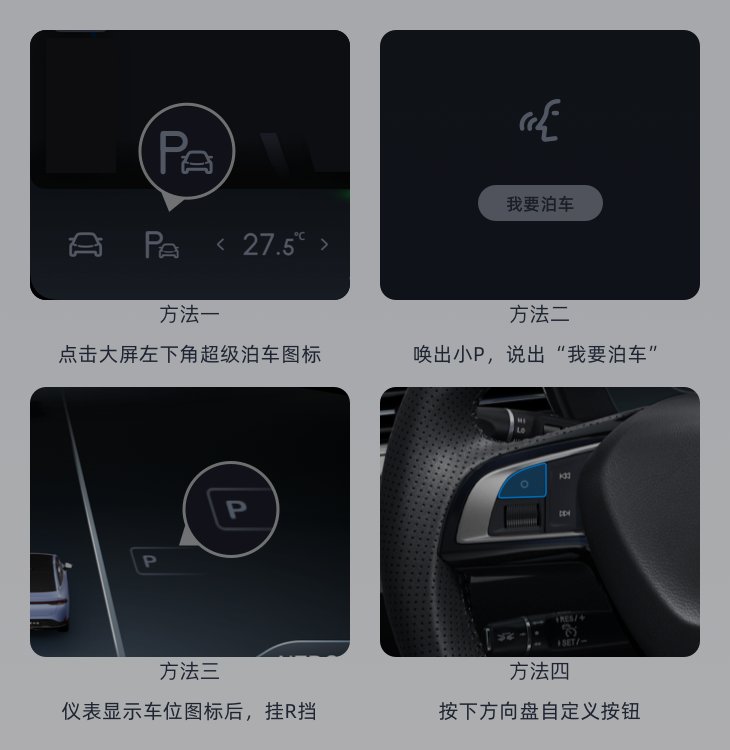 P
P
27.5℃
我要泊车
方法一
方法二
点击大屏左下角超级泊车图标
唤出小P，说出“我要泊车”
P
P
HI
LO
RES/+
SET/-
方法三
方法四
仪表显示车位图标后，挂R挡
按下方向盘自定义按钮